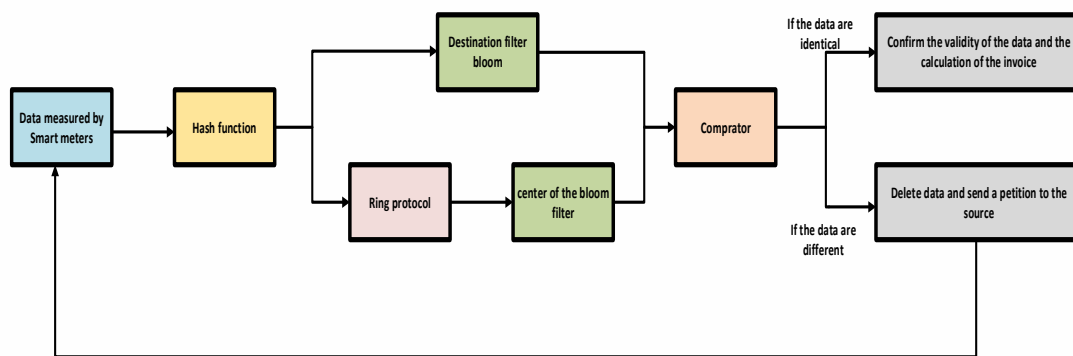 Data measured by
Smart meters
Hash function
Destination filter
bloom
Ring protocol
center of the bloom
filter
Comprator
If the data are
identical
Confirm the validity of the data and the
calculation of the invoice
If the data are
different
Delete data and send a petition to the
source